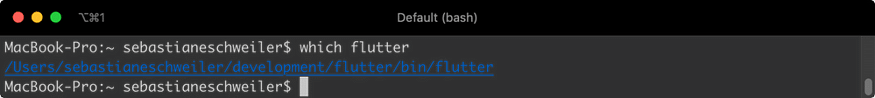 ⌥⌘1
Default (bash)
MacBook-Pro:~ sebastianeschweiler$ which flutter
/Users/sebastianeschweiler/development/flutter/bin/flutter
MacBook-Pro:~ sebastianeschweiler$